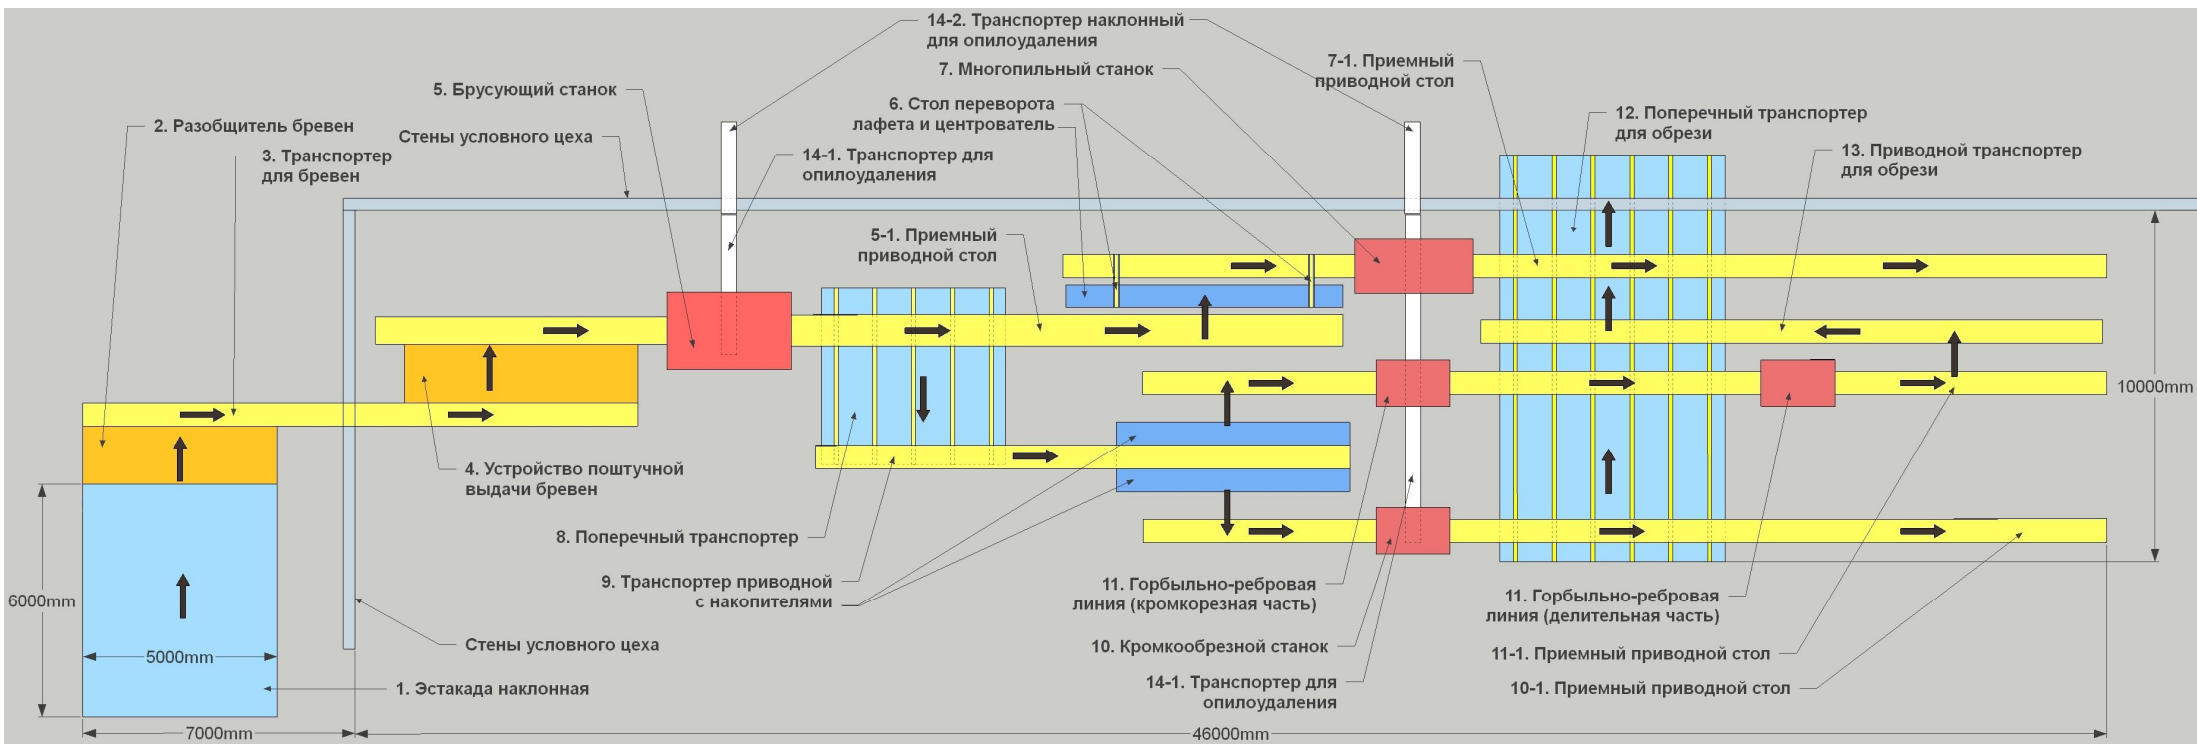 14-2. Транспортер наклонный
для опилоудаления
7. Многопильный станок
7-1. Приемный
приводной стол
5. Брусующий станок
6. Стол переворота
лафета и центрователь
12. Поперечный транспортер
для обрези
2. Разобщитель бревен
Стены условного цеха
3. Транспортер
для бревен
14-1. Транспортер для
опилоудаления
13. Приводной транспортер
для обрези
5-1. Приемный
приводной стол
10000mm
4. Устройство поштучной
выдачи бревен
8. Поперечный транспортер
9. Транспортер приводной
с накопителями
11. Горбыльно-ребровая
линия (кромкорезная часть)
11. Горбыльно-ребровая
линия (делительная часть)
6000mm
Стены условного цеха
10. Кромкообрезной станок
5000mm
11-1. Приемный приводной стол
1. Эстакада наклонная
14-1. Транспортер для
опилоудаления
10-1. Приемный приводной стол
7000mm
46000mm